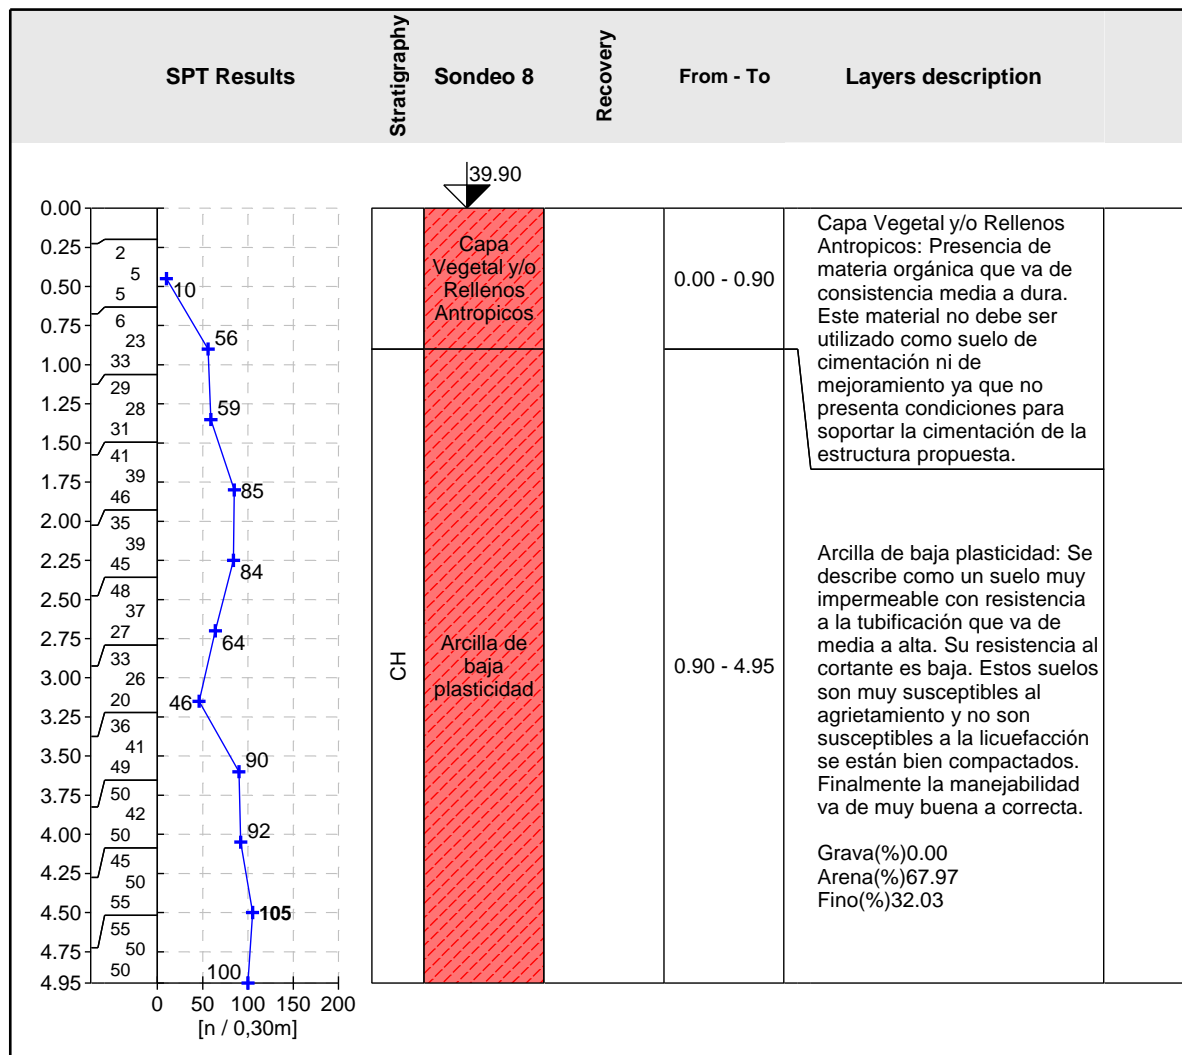 SPT Results
Stratigraphy
Sondeo 8
Recovery
From - To
Layers description
39.90
0.00
0.25
0.50
0.75
1.00
1.25
1.50
1.75
2.00
2.25
2.50
2.75
3.00
3.25
3.50
3.75
4.00
4.25
4.50
4.75
4.95
2
5
5
6
23
33
29
28
31
41
39
46
35
39
45
48
37
27
33
26
20
36
41
49
50
42
50
45
50
55
55
50
50
10
56
59
85
84
64
46
90
92
105
100
0 50 100 150 200
[n / 0,30m]
CH
Capa
Vegetal y/o
Rellenos
Antropicos
Arcilla de
baja
plasticidad
0.00 - 0.90
0.90 - 4.95
Capa Vegetal y/o Rellenos
Antropicos: Presencia de
materia orgánica que va de
consistencia media a dura.
Este material no debe ser
utilizado como suelo de
cimentación ni de
mejoramiento ya que no
presenta condiciones para
soportar la cimentación de la
estructura propuesta.
Arcilla de baja plasticidad: Se
describe como un suelo muy
impermeable con resistencia
a la tubificación que va de
media a alta. Su resistencia al
cortante es baja. Estos suelos
son muy susceptibles al
agrietamiento y no son
susceptibles a la licuefacción
se están bien compactados.
Finalmente la manejabilidad
va de muy buena a correcta.
Grava(%)0.00
Arena(%)67.97
Fino(%)32.03